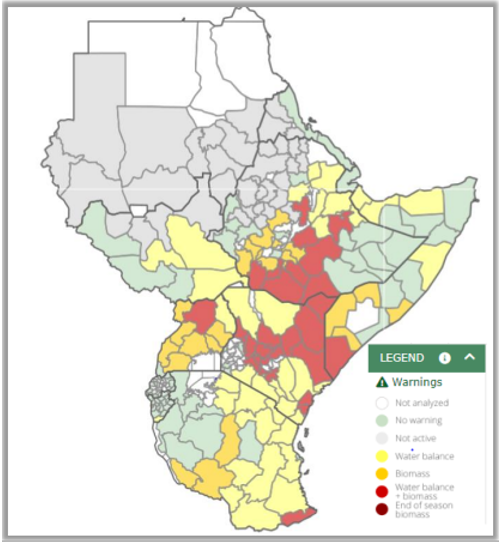 LEGEND
Warnings
Not analyzed
No warning
Not active
Water balance
Biomass
Water balance
+ biomass
End of season
biomass